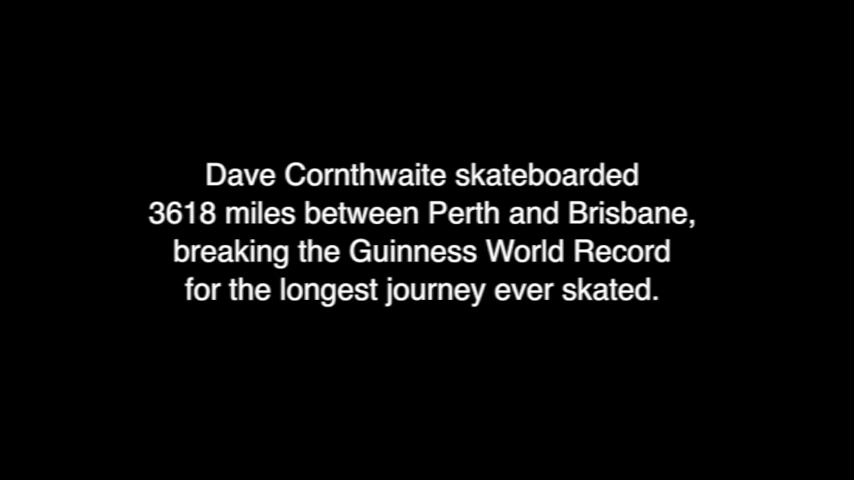 Dave Cornthwaite skateboarded
3618 miles between Perth and Brisbane,
breaking the Guinness World Record
for the longest journey ever skated.